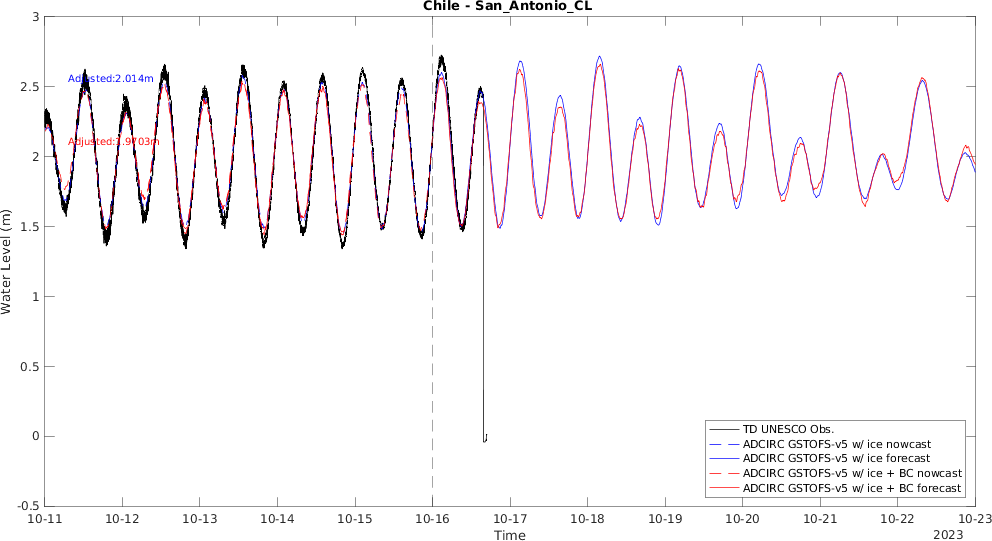 Chile - San_Antonio_CL
3
2.5
2
1.5
1
0.5
0
-0.5
Water Level (m)
Adjusted:2.014m
Adjusted:1.9703m
TD UNESCO Obs.
ADCIRC GSTOFS-v5 w/ ice nowcast
ADCIRC GSTOFS-v5 w/ ice forecast
ADCIRC GSTOFS-v5 w/ ice + BC nowcast
ADCIRC GSTOFS-v5 w/ ice + BC forecast
10-11 10-12 10-13 10-14 10-15 10-16 10-17 10-18 10-19 10-20 10-21 10-22 10-23
Time
2023